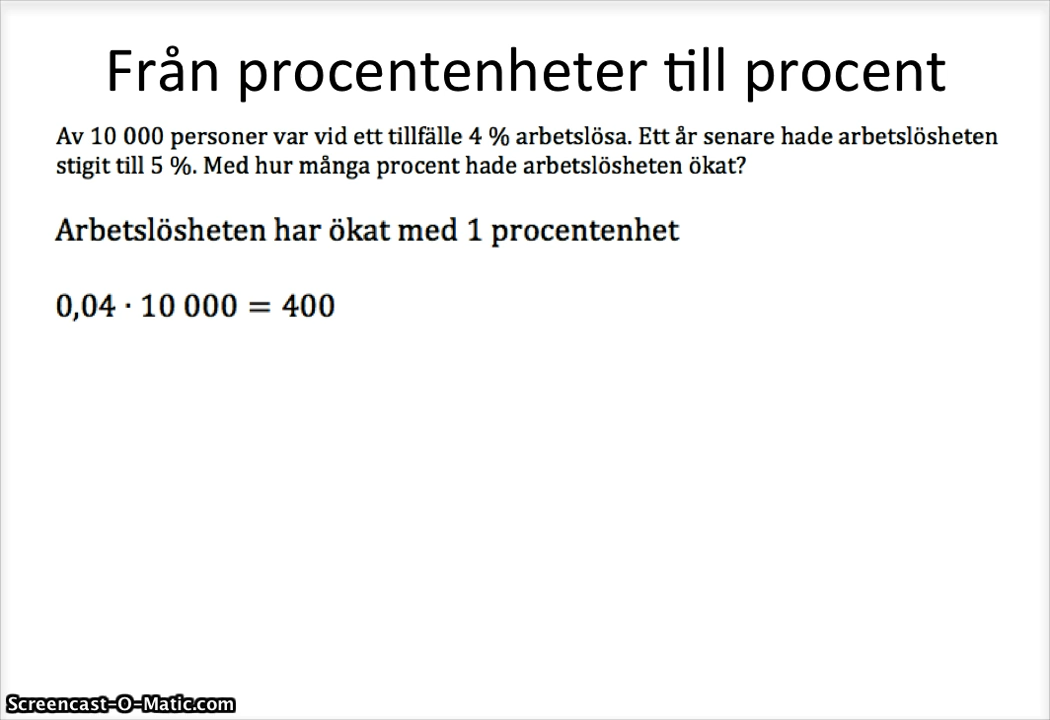 Från procentenheter till procent
Av 10 000 personer var vid ett tillfälle 4 % arbetslösa. Ett år senare hade arbetslösheten
stigit till 5 %. Med hur många procent hade arbetslösheten ökat?
Arbetslösheten har ökat med 1 procentenhet
0,04 · 10 000 = 400
Screencast-O-Matic.com